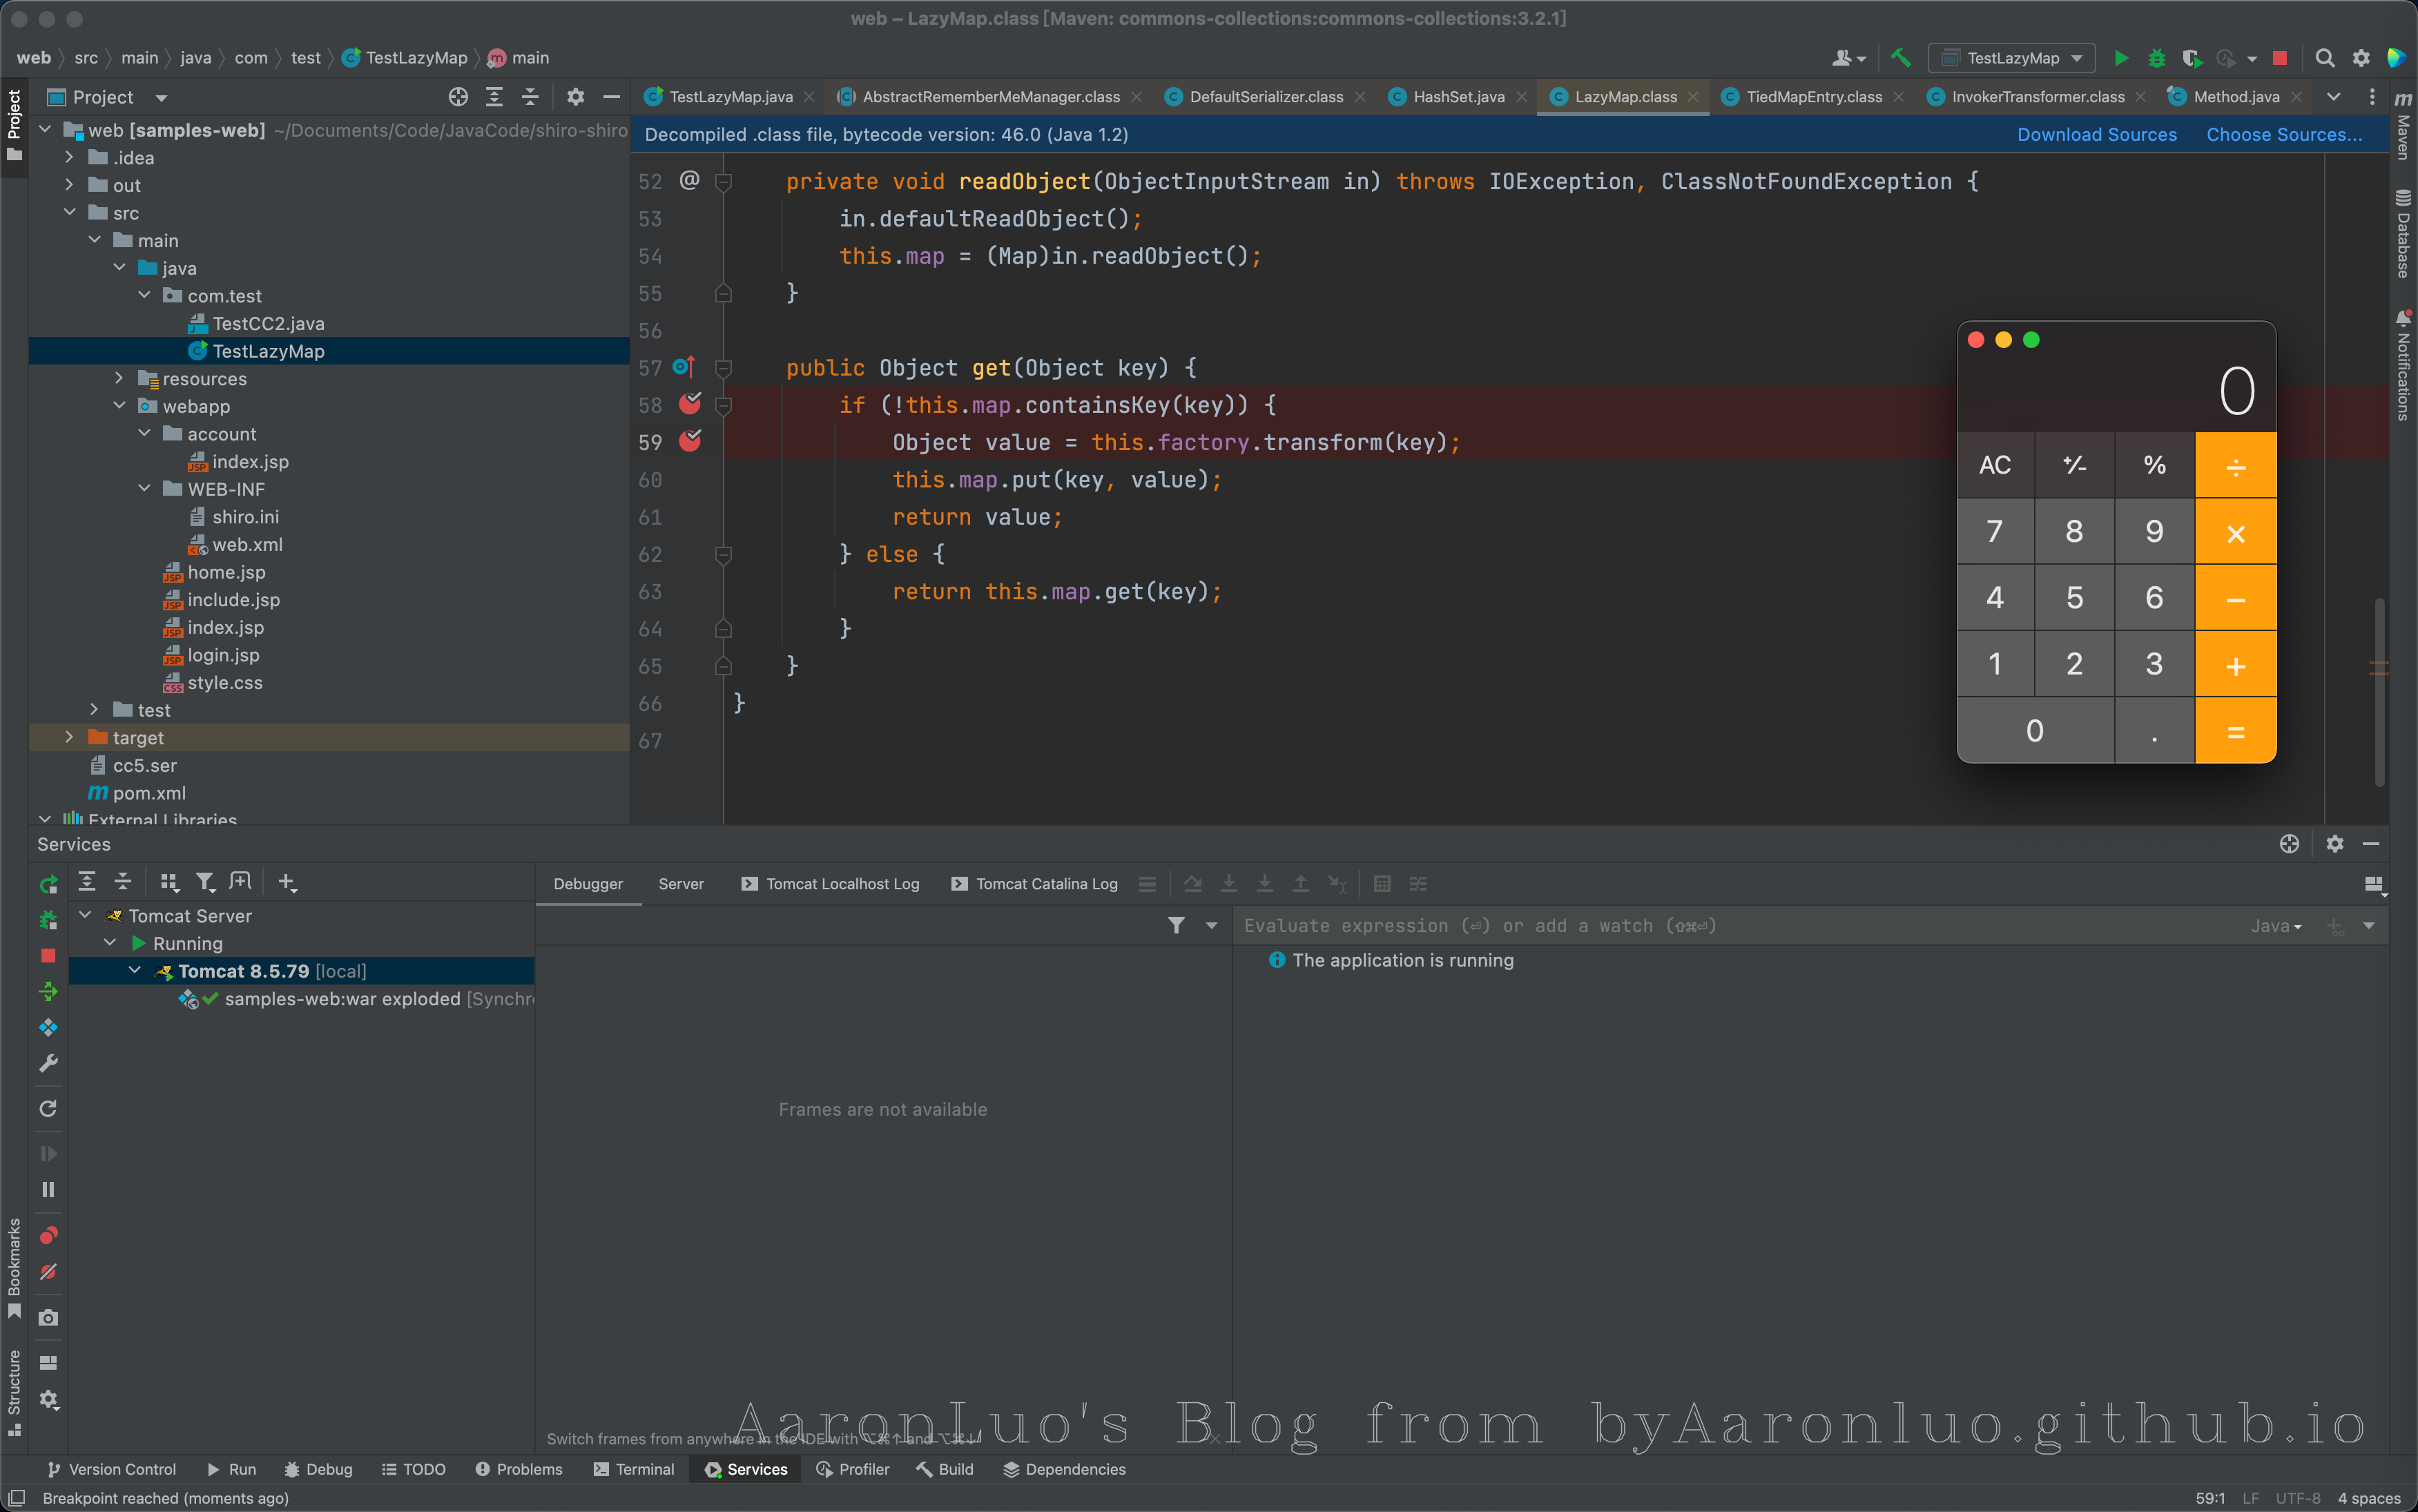 web – LazyMap.class [Maven: commons-collections:commons-collections:3.2.1]
web src main java com test TestLazyMap main
TestLazyMap
Project
TestLazyMap.java AbstractRememberMeManager.class DefaultSerializer.class HashSet.java LazyMap.class TiedMapEntry.class InvokerTransformer.class Method.java
Decompiled .class file, bytecode version: 46.0 (Java 1.2) Download Sources Choose Sources...
Project
Bookmarks
Structure
Maven
Database
Notifications
web [samples-web] ~/Documents/Code/JavaCode/shiro-shiro
.idea
out
src
main
java
com.test
TestCC2.java
TestLazyMap
resources
webapp
account
index.jsp
WEB-INF
shiro.ini
web.xml
home.jsp
include.jsp
index.jsp
login.jsp
style.css
test
target
cc5.ser
pom.xml
External Libraries
52 @ private void readObject(ObjectInputStream in) throws IOException, ClassNotFoundException {
53 in.defaultReadObject();
54 this.map = (Map)in.readObject();
55 }
56
57 public Object get(Object key) {
58 if (!this.map.containsKey(key)) {
59 Object value = this.factory.transform(key);
60 this.map.put(key, value);
61 return value;
62 } else {
63 return this.map.get(key);
64 }
65 }
66 }
67
0
AC +/- % ÷
7 8 9 ×
4 5 6 −
1 2 3 +
0 . =
Services
Debugger Server Tomcat Localhost Log Tomcat Catalina Log
Tomcat Server
Running
Tomcat 8.5.79 [local]
samples-web:war exploded [Synchr
Evaluate expression (⏎) or add a watch (⇧⌘⏎) Java
The application is running
Frames are not available
Switch frames from anywhere in the IDE with ⌥⌘↑ and ⌥⌘↓
AaronLuo's Blog from byAaronluo.github.io
Version Control Run Debug TODO Problems Terminal Services Profiler Build Dependencies
Breakpoint reached (moments ago) 59:1 LF UTF-8 4 spaces